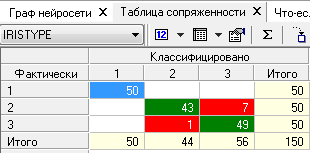 Граф нейросети × Таблица сопряженности × Что-ес.
IRISTYPE 12
Классифицировано
Фактически 1 2 3 Итого
1 50 50
2 43 7 50
3 1 49 50
Итого 50 44 56 150